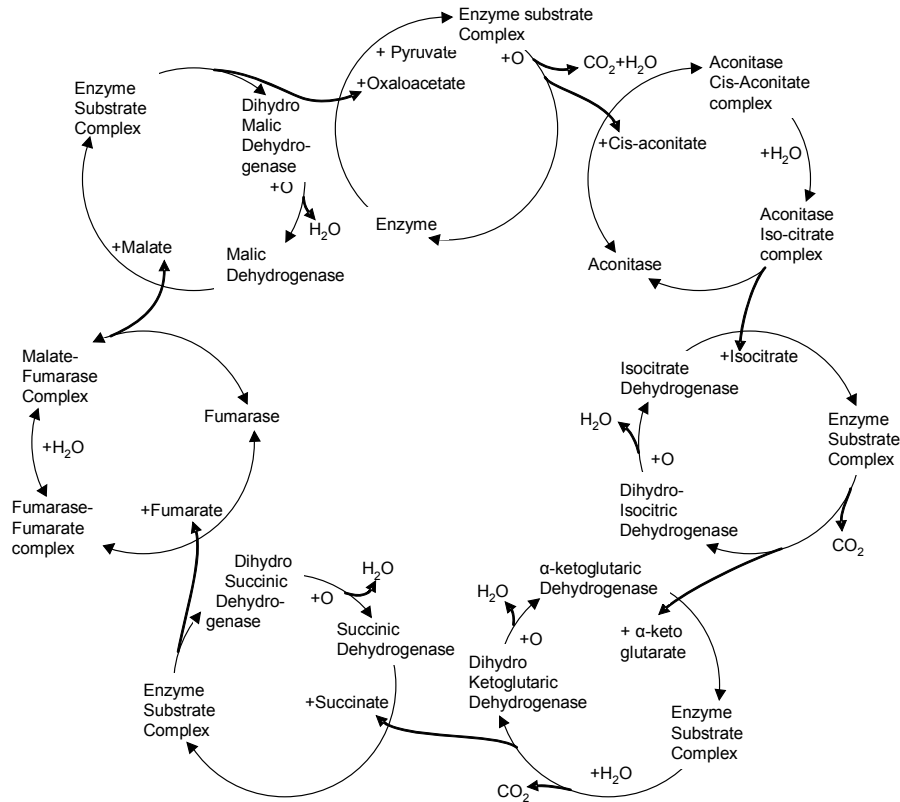 Enzyme substrate
Complex
+ Pyruvate
+Oxaloacetate
+O
CO2+H2O
Aconitase
Cis-Aconitate
complex
+Cis-aconitate
+H2O
Aconitase
Iso-citrate
complex
Aconitase
Enzyme
Enzyme
Substrate
Complex
Dihydro
Malic
Dehydro-
genase
+O
H2O
Malic
Dehydrogenase
+Malate
Malate-
Fumarase
Complex
+H2O
Fumarase-
Fumarate
complex
Fumarase
+Fumarate
+Isocitrate
Isocitrate
Dehydrogenase
H2O
+O
Dihydro-
Isocitric
Dehydrogenase
Enzyme
Substrate
Complex
CO2
α-ketoglutaric
Dehydrogenase
H2O
+O
+ α-keto
glutarate
Dihydro
Ketoglutaric
Dehydrogenase
Enzyme
Substrate
Complex
+H2O
CO2
Dihydro
Succinic
Dehydro-
genase
+O
H2O
Succinic
Dehydrogenase
+Succinate
Enzyme
Substrate
Complex